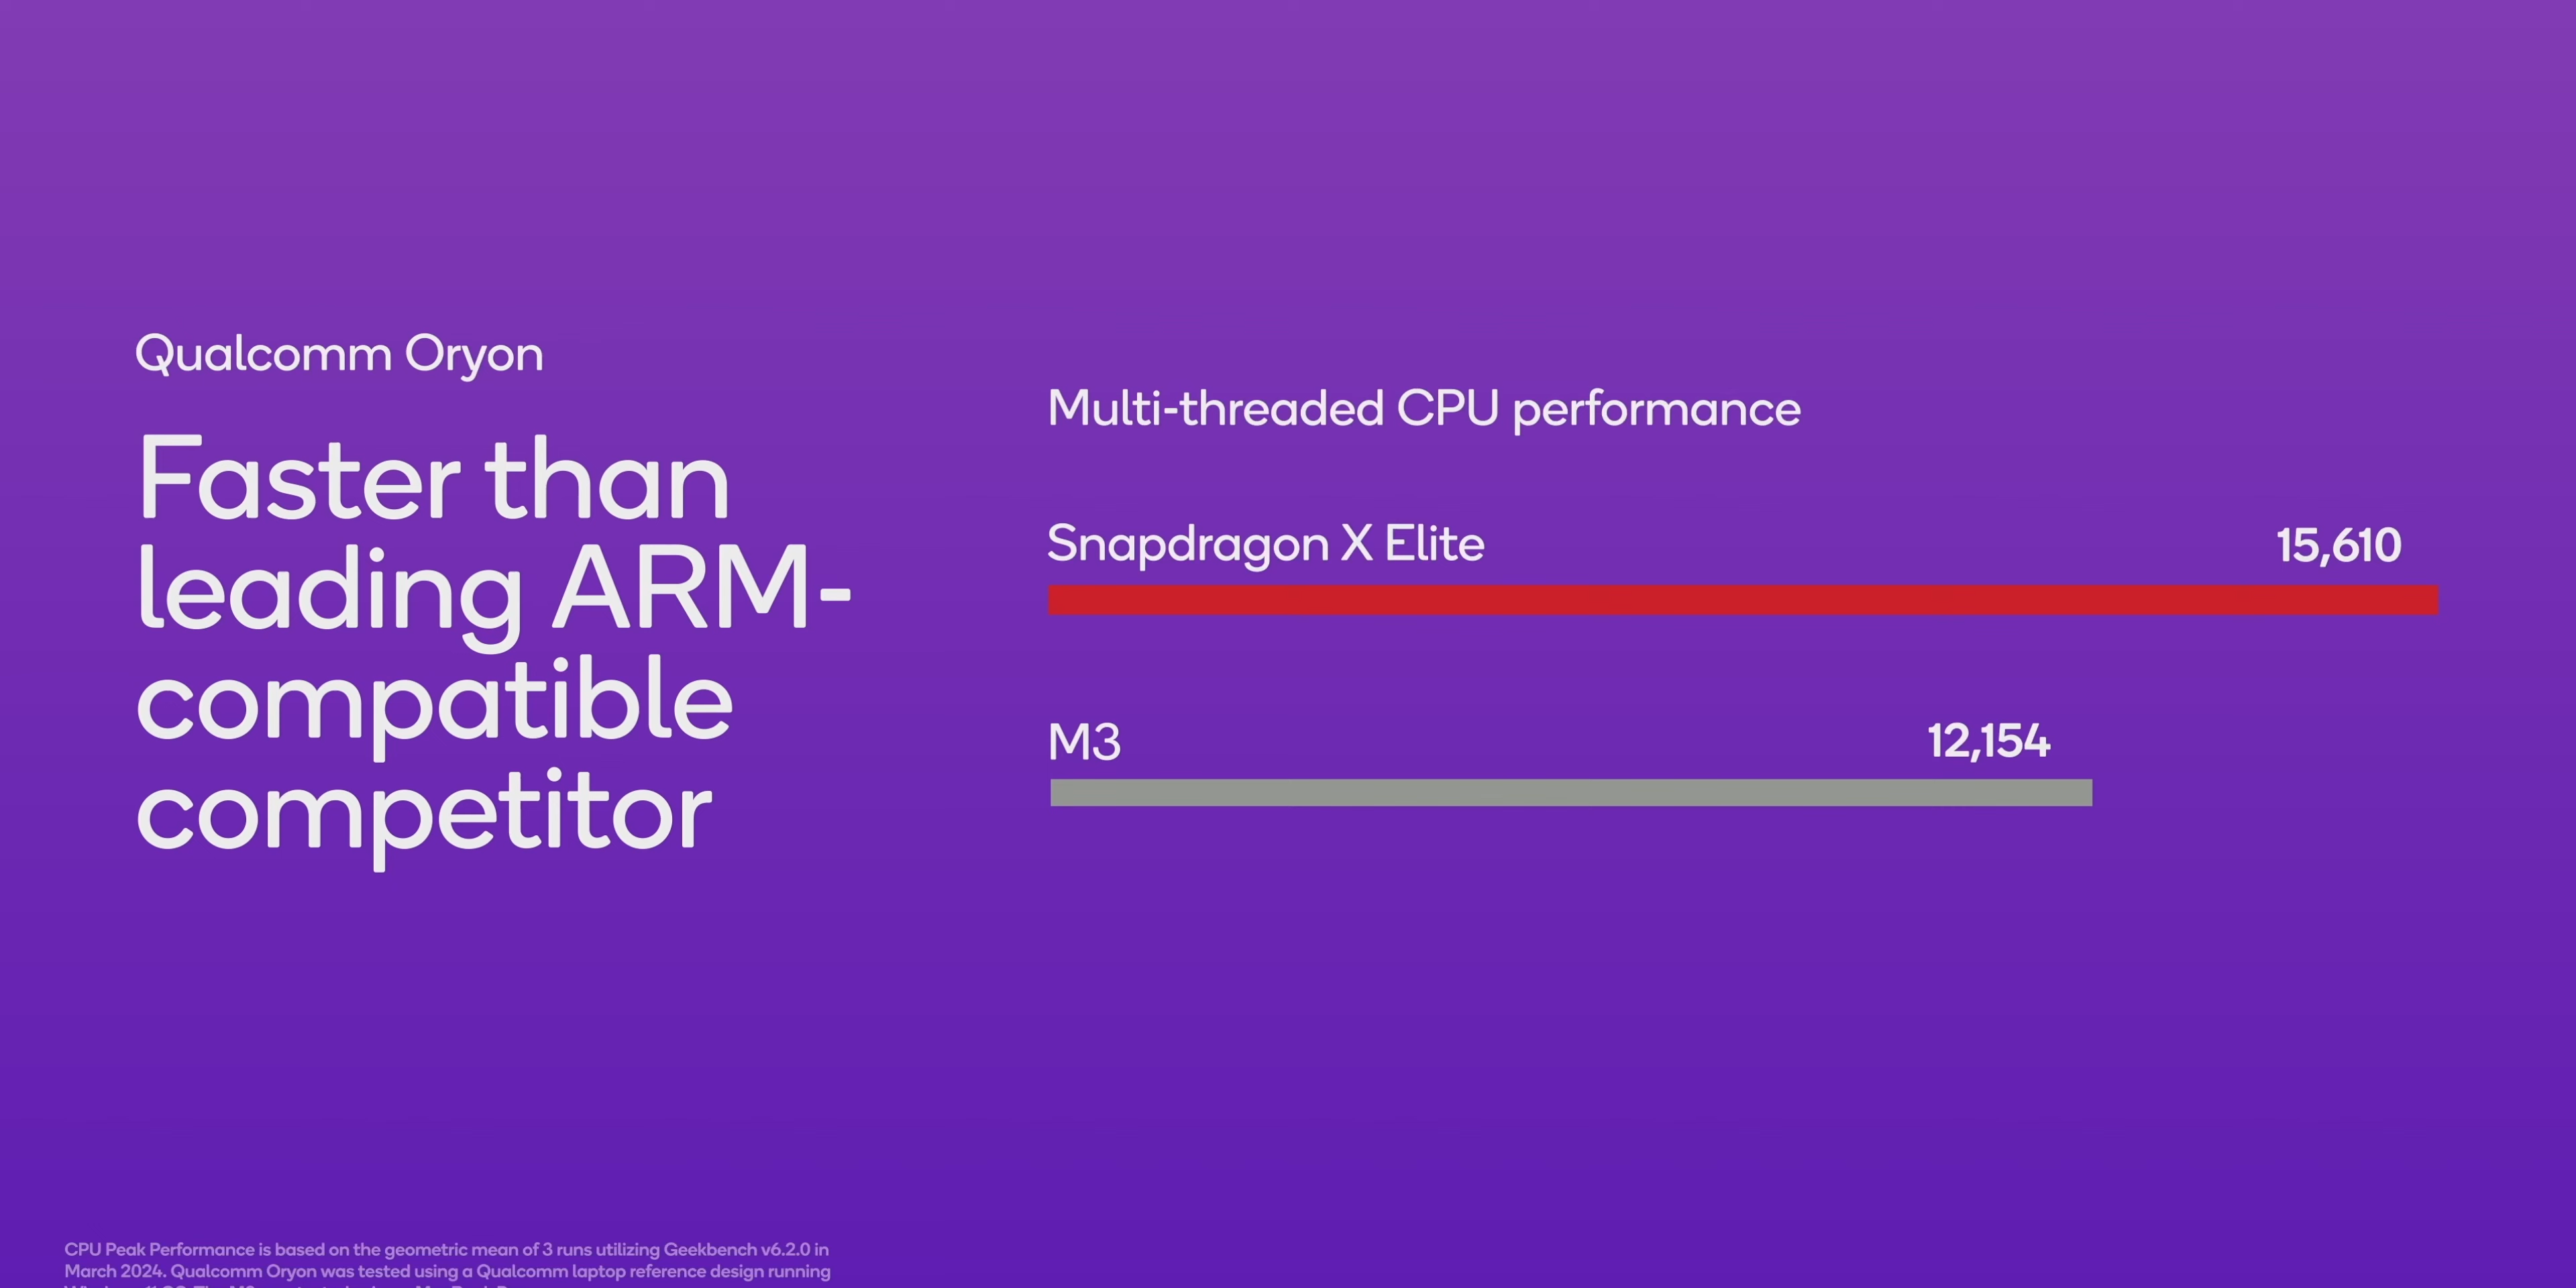 Qualcomm Oryon
Faster than
leading ARM-
compatible
competitor
Multi-threaded CPU performance
Snapdragon X Elite
15,610
M3
12,154
CPU Peak Performance is based on the geometric mean of 3 runs utilizing Geekbench v6.2.0 in
March 2024. Qualcomm Oryon was tested using a Qualcomm laptop reference design running